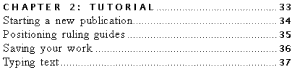 CHAPTER 2: TUTORIAL ........................................ 33
Starting a new publication ........................................ 34
Positioning ruling guides ........................................ 35
Saving your work ........................................ 36
Typing text ........................................ 37